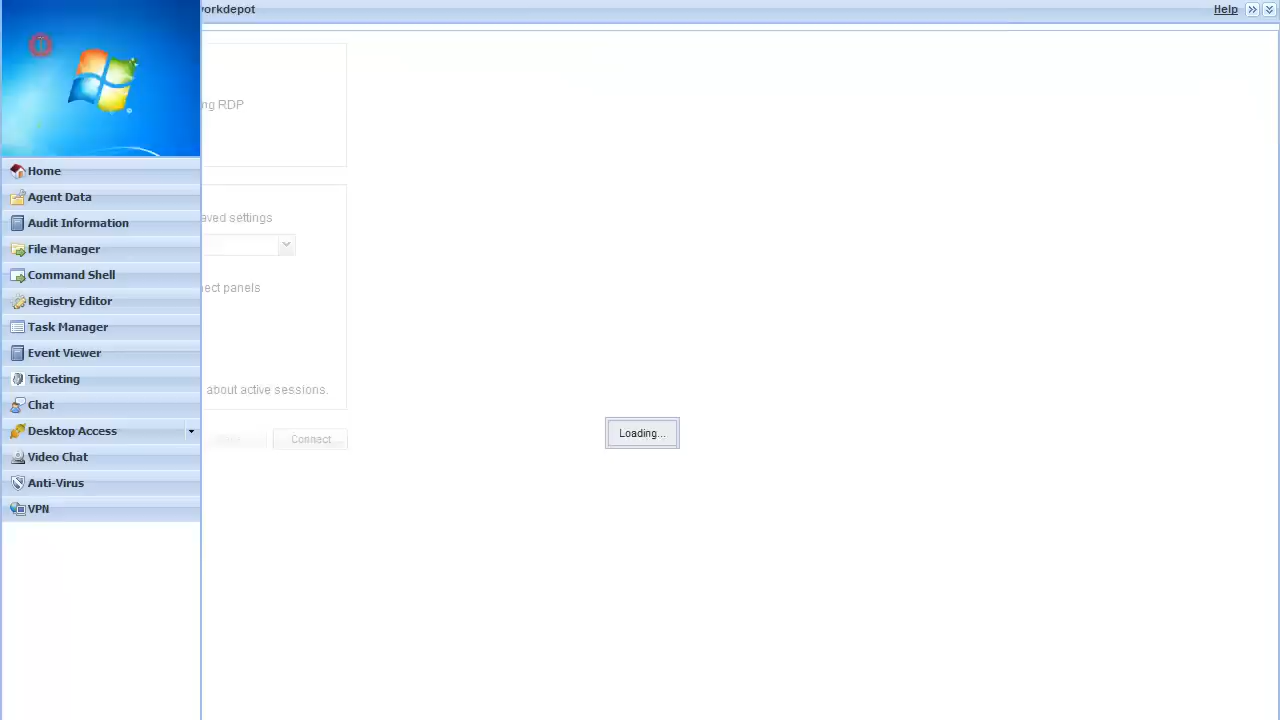 workdepot
Help
ng RDP
Home
Agent Data
Audit Information
aved settings
File Manager
Command Shell
nect panels
Registry Editor
Task Manager
Event Viewer
Ticketing
about active sessions.
Chat
Desktop Access
Connect
Loading...
Video Chat
Anti-Virus
VPN